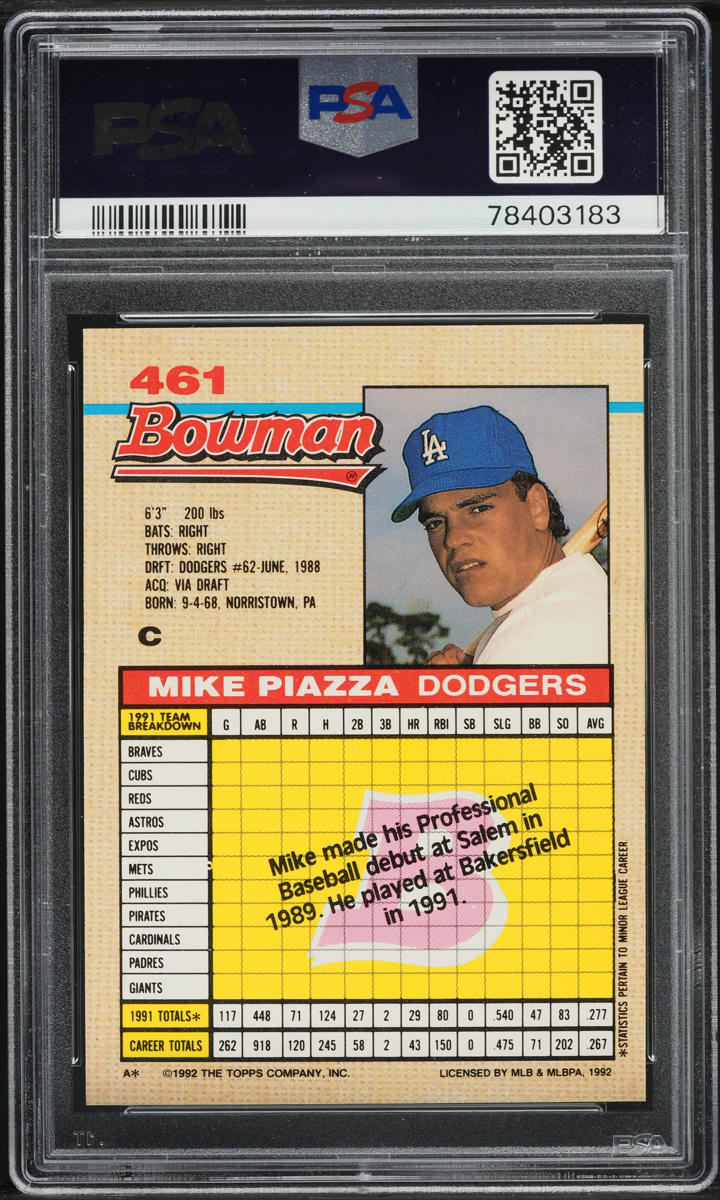 PSA
PSA
78403183
461
Bowman®
LA
6'3" 200 lbs
BATS: RIGHT
THROWS: RIGHT
DRFT: DODGERS #62-JUNE, 1988
ACQ: VIA DRAFT
BORN: 9-4-68, NORRISTOWN, PA
C
MIKE PIAZZA DODGERS
1991 TEAM BREAKDOWN G AB R H 2B 3B HR RBI SB SLG BB SO AVG
BRAVES
CUBS
REDS
ASTROS
EXPOS
METS
PHILLIES
PIRATES
CARDINALS
PADRES
GIANTS
B
Mike made his Professional
Baseball debut at Salem in
1989. He played at Bakersfield
in 1991.
1991 TOTALS* 117 448 71 124 27 2 29 80 0 .540 47 83 .277
CAREER TOTALS 262 918 120 245 58 2 43 150 0 .475 71 202 .267
*STATISTICS PERTAIN TO MINOR LEAGUE CAREER
A* ©1992 THE TOPPS COMPANY, INC. LICENSED BY MLB & MLBPA, 1992
PSA